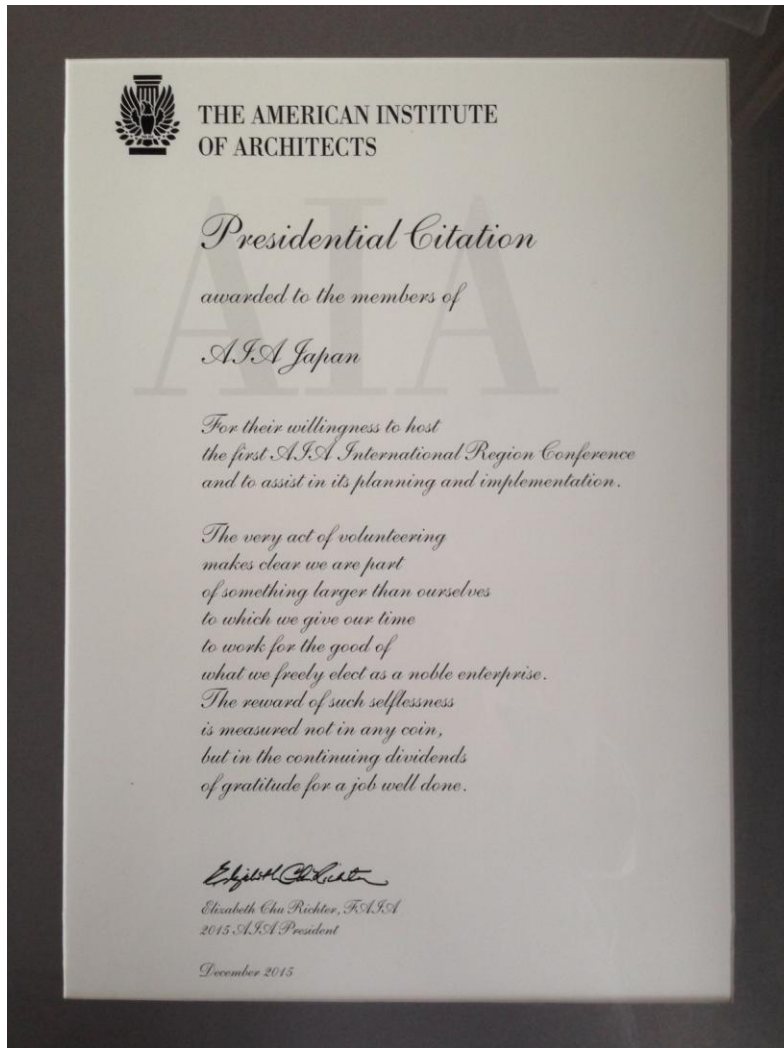 THE AMERICAN INSTITUTE
OF ARCHITECTS
AIA
Presidential Citation
awarded to the members of
AIA Japan
For their willingness to host
the first AIA International Region Conference
and to assist in its planning and implementation.
The very act of volunteering
makes clear we are part
of something larger than ourselves
to which we give our time
to work for the good of
what we freely elect as a noble enterprise.
The reward of such selflessness
is measured not in any coin,
but in the continuing dividends
of gratitude for a job well done.
Elizabeth Chu Richter
Elizabeth Chu Richter, FAIA
2015 AIA President
December 2015